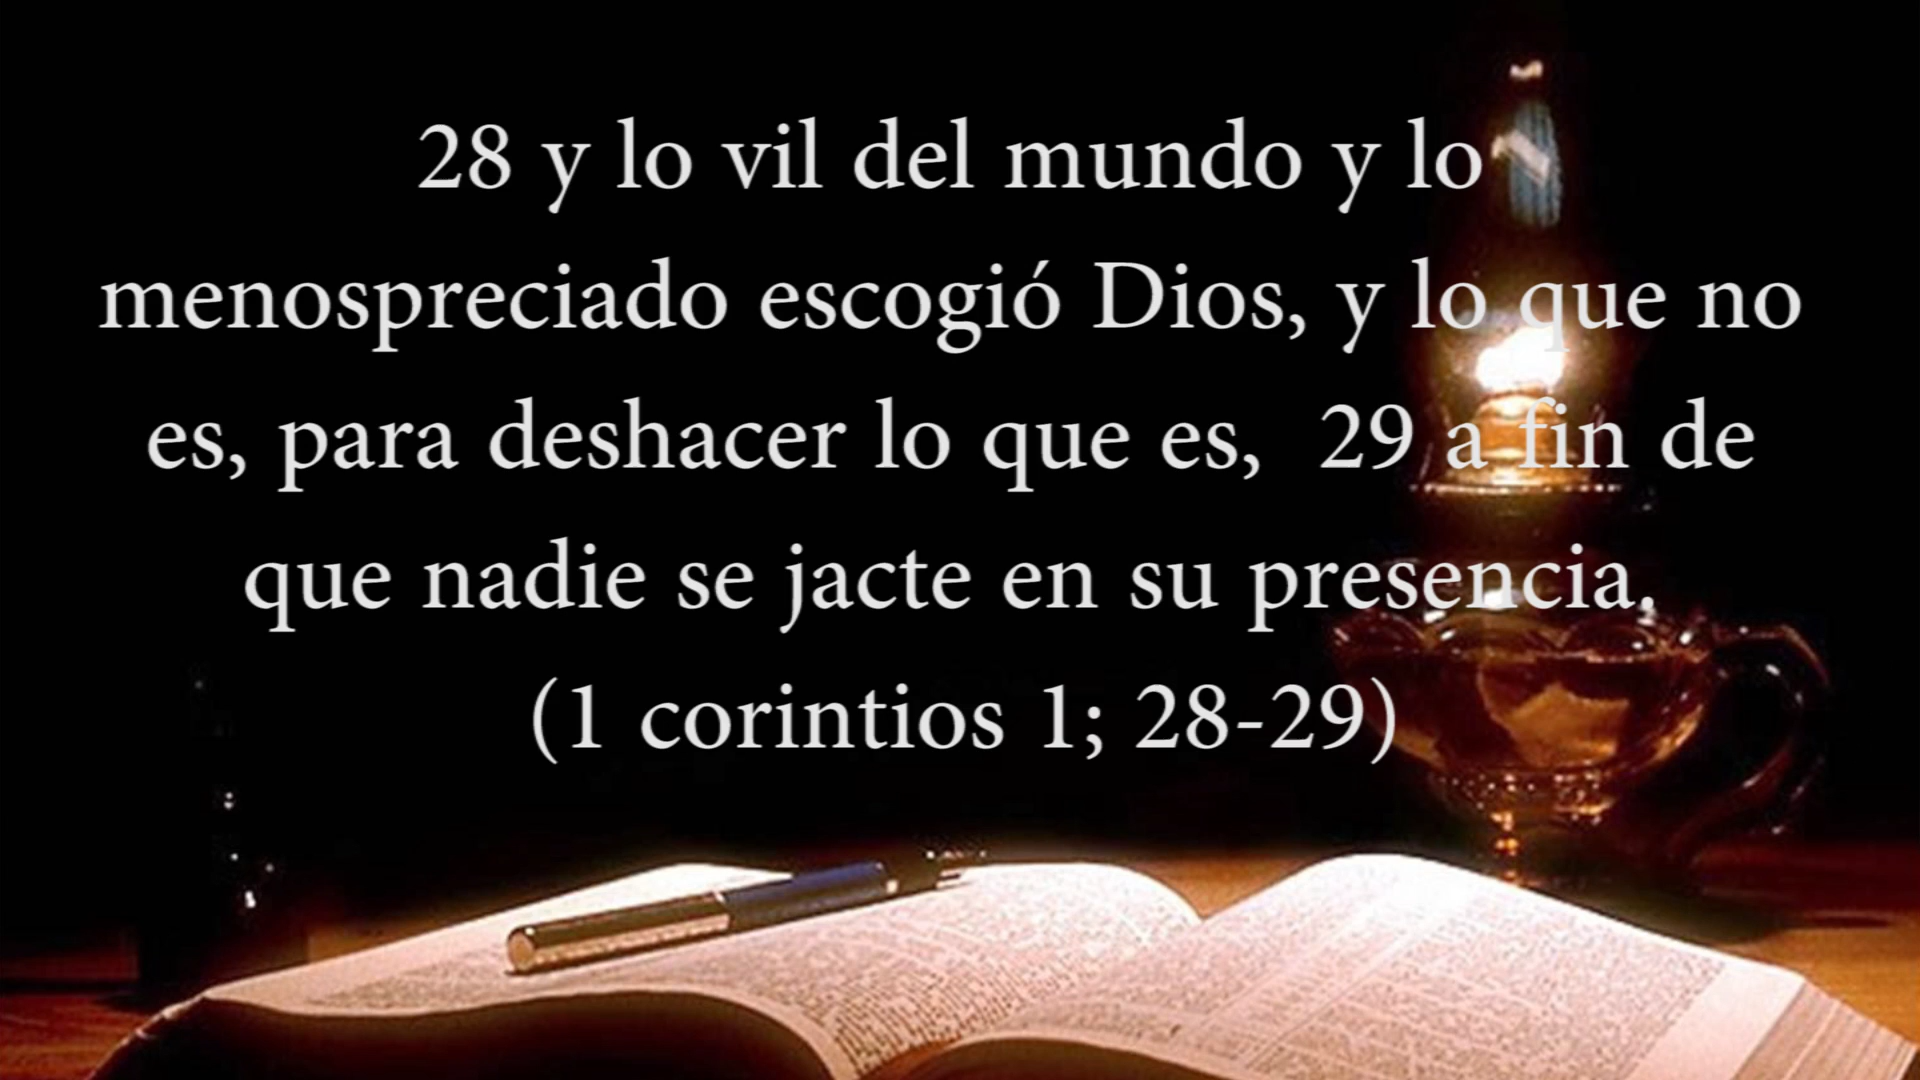 28 y lo vil del mundo y lo
menospreciado escogió Dios, y lo que no
es, para deshacer lo que es,  29 a fin de
que nadie se jacte en su presencia.
(1 corintios 1; 28-29)